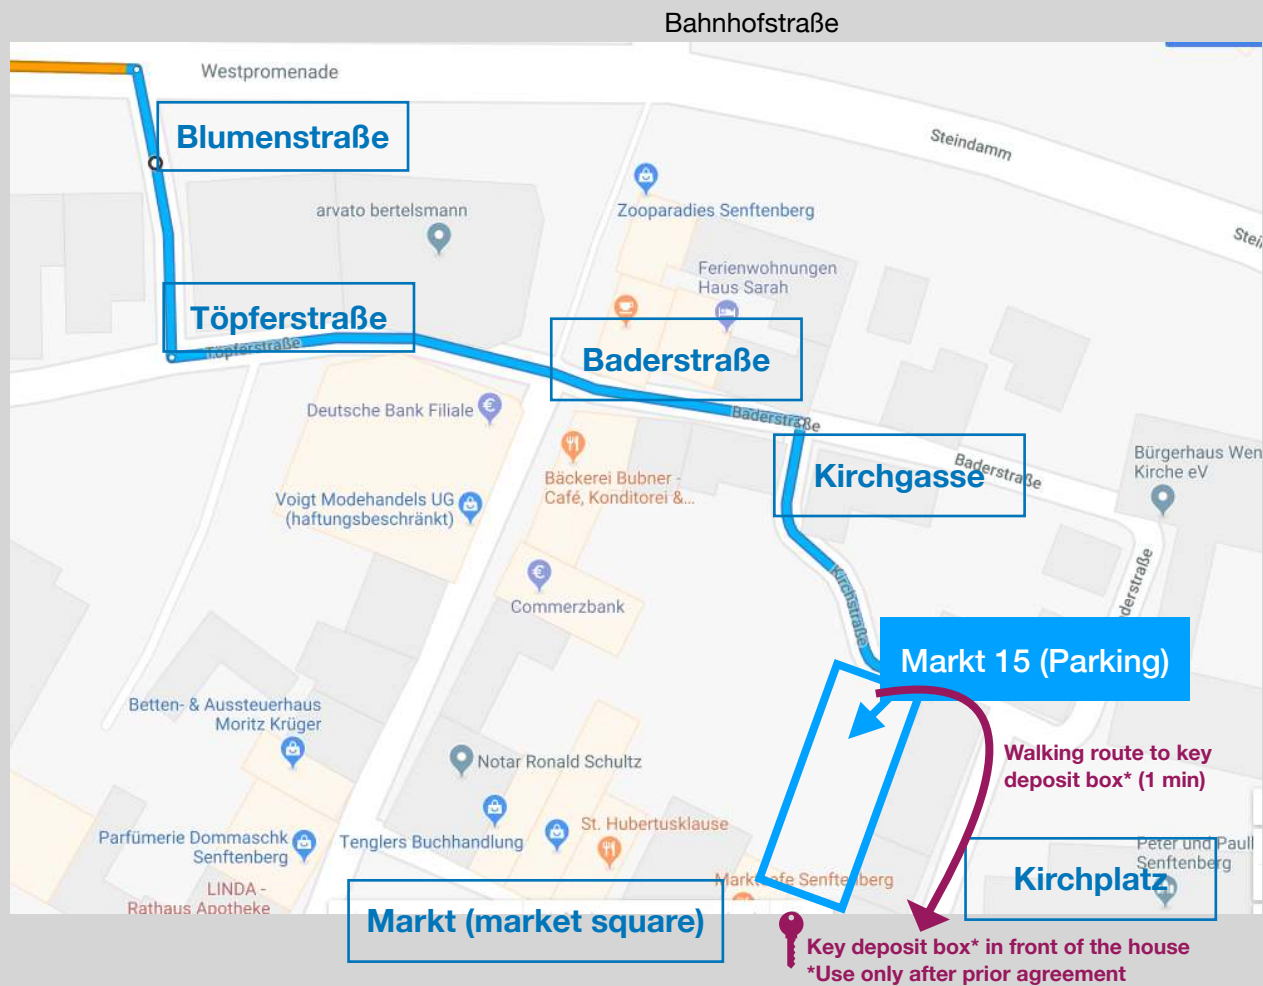 Bahnhofstraße
Westpromenade
Blumenstraße
Steindamm
arvato bertelsmann
Zooparadies Senftenberg
Ferienwohnungen
Haus Sarah
Töpferstraße
Töpferstraße
Baderstraße
Deutsche Bank Filiale
Baderstraße
Baderstraße
Kirchgasse
Bürgerhaus Wen
Kirche eV
Bäckerei Bubner -
Café, Konditorei &...
Voigt Modehandels UG
(haftungsbeschränkt)
Commerzbank
Kirchstraße
Markt 15 (Parking)
Betten- & Aussteuerhaus
Moritz Krüger
Notar Ronald Schultz
Walking route to key
deposit box* (1 min)
St. Hubertusklause
Tenglers Buchhandlung
Parfümerie Dommaschk
Senftenberg
Peter und Paul
Senftenberg
Kirchplatz
LINDA -
Rathaus Apotheke
Senftenberg
Markt (market square)
Key deposit box* in front of the house
*Use only after prior agreement